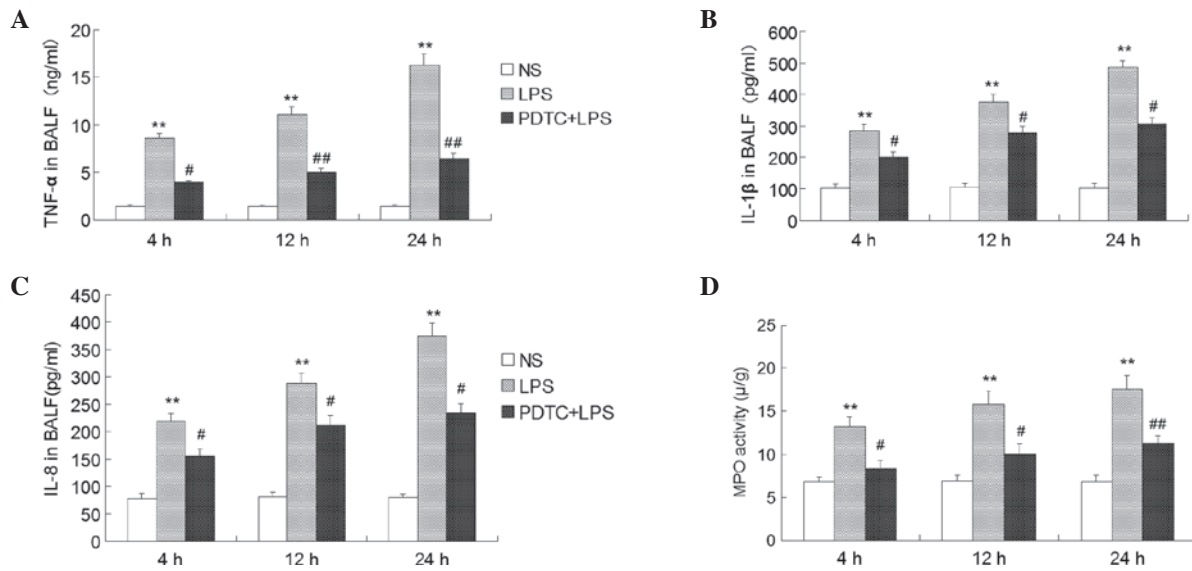 A
TNF-α in BALF (ng/ml)
20
15
10
5
0
**
#
**
##
**
##
4 h
12 h
24 h
NS
LPS
PDTC+LPS
B
IL-1β in BALF (pg/ml)
600
500
400
300
200
100
0
**
#
**
#
**
#
4 h
12 h
24 h
C
IL-8 in BALF(pg/ml)
450
400
350
300
250
200
150
100
50
0
**
#
**
#
**
#
4 h
12 h
24 h
NS
LPS
PDTC+LPS
D
MPO activity (μ/g)
25
20
15
10
5
0
**
#
**
#
**
##
4 h
12 h
24 h